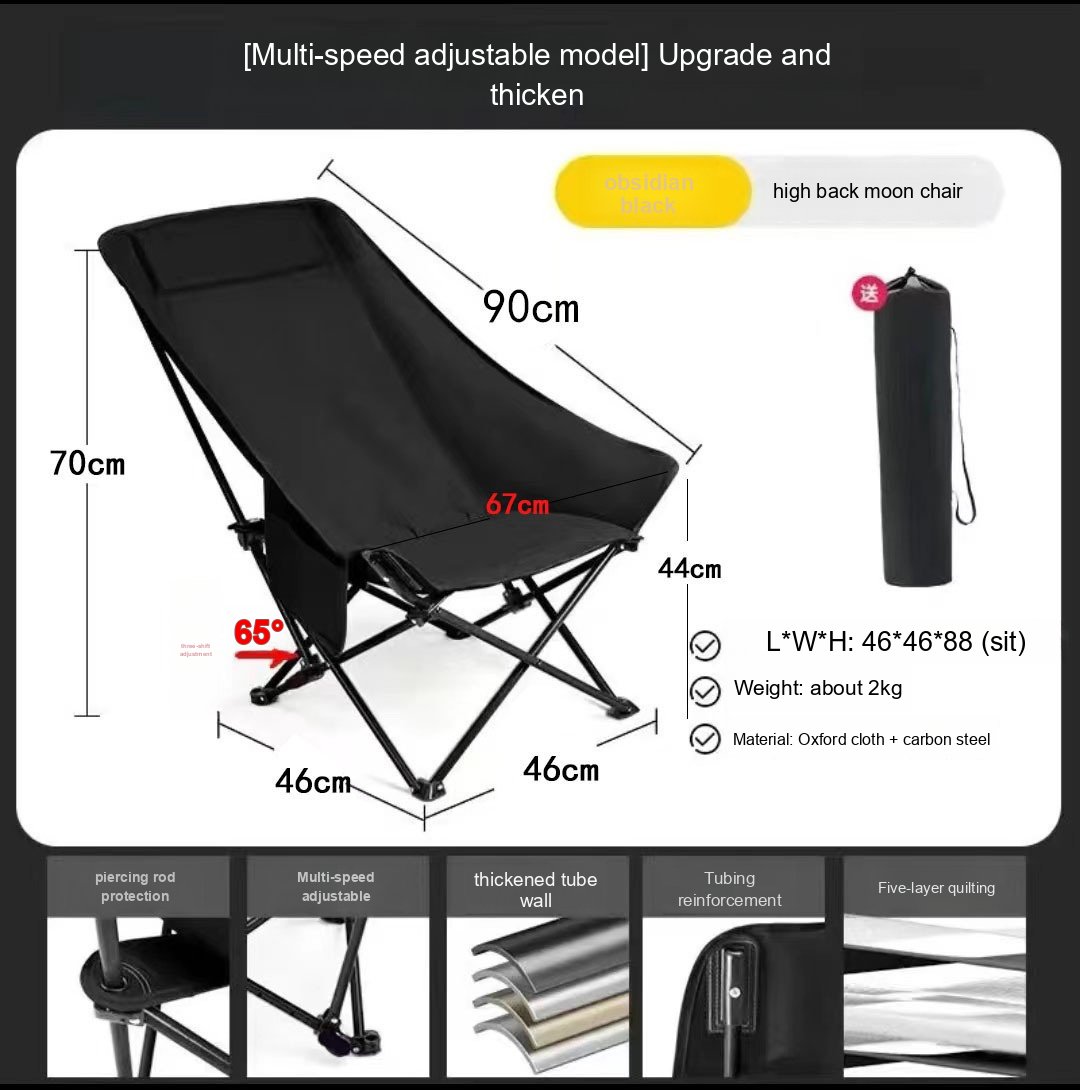 [Multi-speed adjustable model] Upgrade and
thicken
obsidian
black
high back moon chair
送
90cm
70cm
67cm
44cm
65°
three-shift
adjustment
L*W*H: 46*46*88 (sit)
Weight: about 2kg
Material: Oxford cloth + carbon steel
46cm
46cm
piercing rod
protection
Multi-speed
adjustable
thickened tube
wall
Tubing
reinforcement
Five-layer quilting